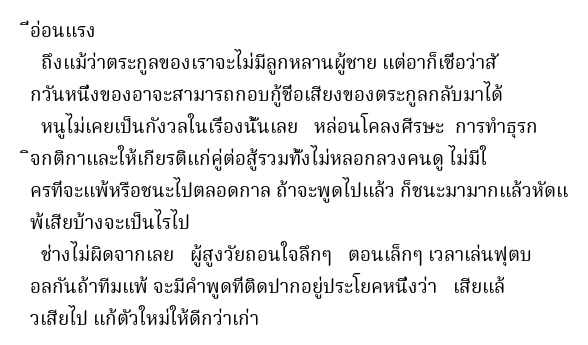 ือ่อนแรง
ถึงแม้ว่าตระกูลของเราจะไม่มีลูกหลานผู้ชาย แต่อาก็เชื่อว่าสั
กวันหนึ่งของอาจะสามารถกอบกู้ชื่อเสียงของตระกูลกลับมาได้
หนูไม่เคยเป็นกังวลในเรื่องนั้นเลย   หล่อนโคลงศีรษะ  การทำธุรก
ิจกติกาและให้เกียรติแก่คู่ต่อสู้รวมทั้งไม่หลอกลวงคนดู ไม่มีใ
ครที่จะแพ้หรือชนะไปตลอดกาล ถ้าจะพูดไปแล้ว ก็ชนะมามากแล้วหัดแ
พ้เสียบ้างจะเป็นไรไป
ช่างไม่ผิดจากเลย   ผู้สูงวัยถอนใจลึกๆ   ตอนเล็กๆ เวลาเล่นฟุตบ
อลกันถ้าทีมแพ้ จะมีคำพูดที่ติดปากอยู่ประโยคหนึ่งว่า   เสียแล้
วเสียไป แก้ตัวใหม่ให้ดีกว่าเก่า